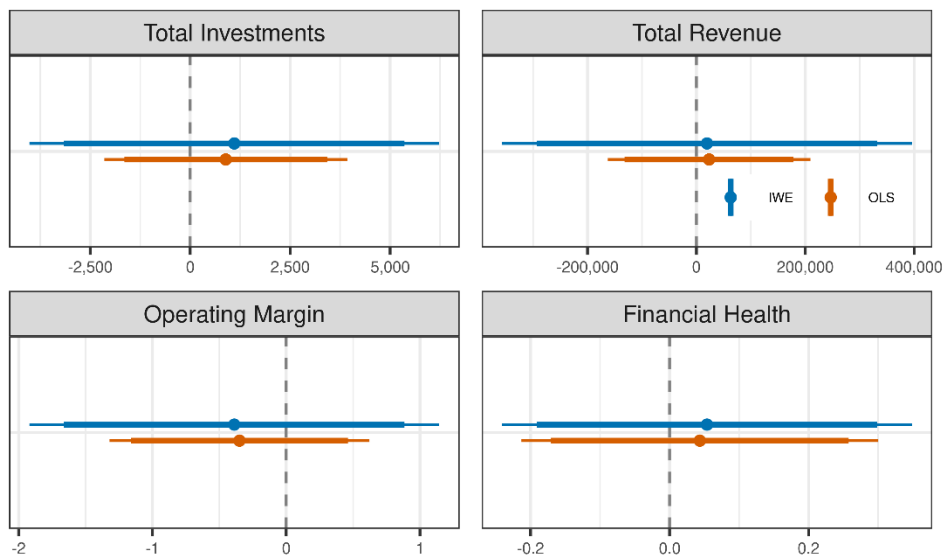 Total Investments
Total Revenue
IWE OLS
-2,500 0 2,500 5,000
-200,000 0 200,000 400,000
Operating Margin
Financial Health
-2 -1 0 1
-0.2 0.0 0.2